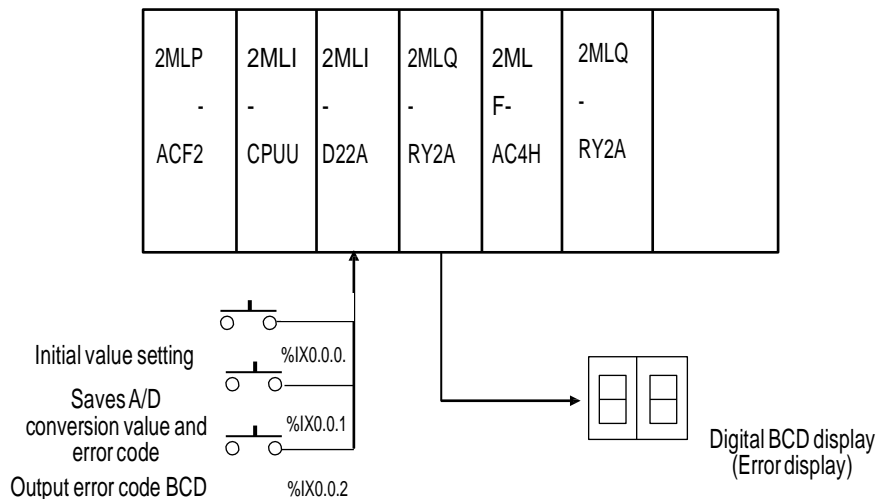 2MLP
-
ACF2
2MLI
-
CPUU
2MLI
-
D22A
2MLQ
-
RY2A
2ML
F-
AC4H
2MLQ
-
RY2A
Initial value setting
%IX0.0.0.
Saves A/D
conversion value and
error code
%IX0.0.1
Output error code BCD
%IX0.0.2
Digital BCD display
(Error display)